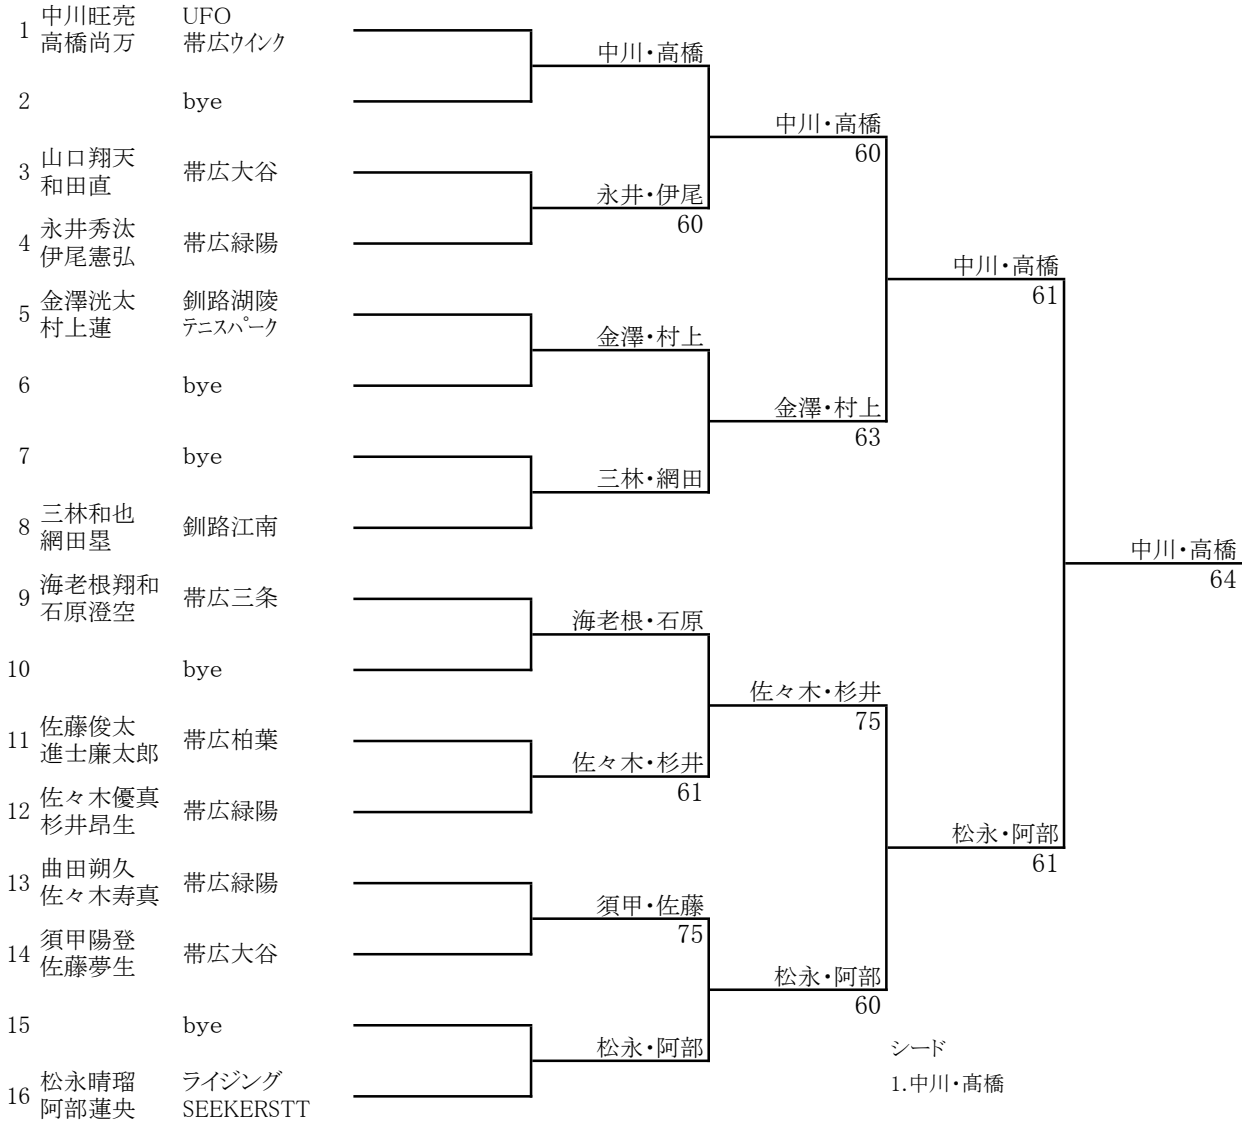 1 中川旺亮 UFO
高橋尚万 帯広ウインク
中川・高橋
2 bye
中川・高橋
60
3 山口翔天 帯広大谷
和田直
永井・伊尾
60
4 永井秀汰 帯広緑陽
伊尾憲弘
中川・高橋
61
5 金澤洸太 釧路湖陵
村上蓮 テニスパーク
金澤・村上
6 bye
金澤・村上
63
7 bye
三林・網田
8 三林和也 釧路江南
網田塁
中川・高橋
64
9 海老根翔和 帯広三条
石原澄空
海老根・石原
10 bye
佐々木・杉井
75
11 佐藤俊太 帯広柏葉
進士廉太郎
佐々木・杉井
61
12 佐々木優真 帯広緑陽
杉井昂生
松永・阿部
61
13 曲田朔久 帯広緑陽
佐々木寿真
須甲・佐藤
75
14 須甲陽登 帯広大谷
佐藤夢生
松永・阿部
60
15 bye
松永・阿部
16 松永晴瑠 ライジング
阿部蓮央 SEEKERSTT
シード
1.中川・髙橋